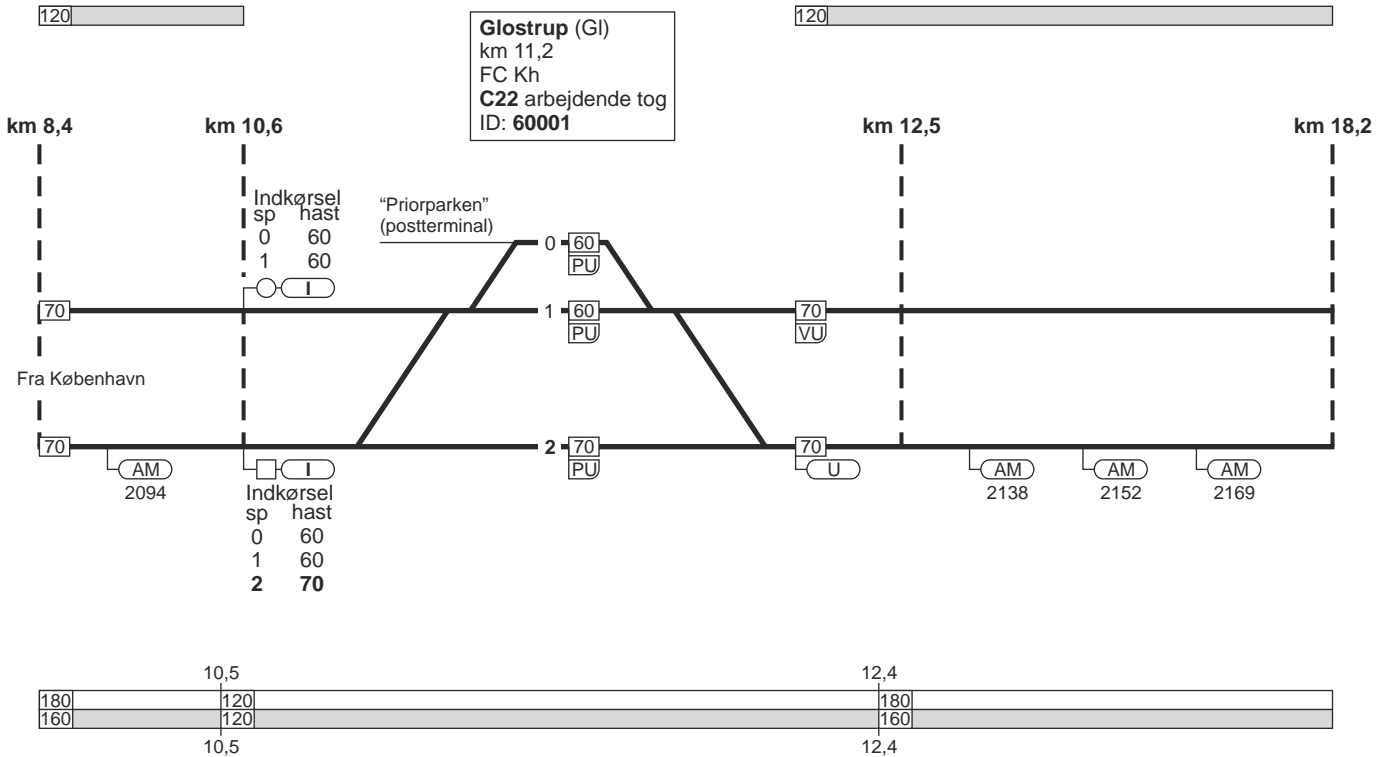 120
120
Glostrup (Gl)
km 11,2
FC Kh
C22 arbejdende tog
ID: 60001
km 8,4
km 10,6
km 12,5
km 18,2
Indkørsel
sp hast
0 60
1 60
I
"Priorparken"
(postterminal)
0 60
PU
70
1 60
PU
70
VU
Fra København
70
AM
2094
I
Indkørsel
sp hast
0 60
1 60
2 70
2 70
PU
70
U
AM
2138
AM
2152
AM
2169
10,5
12,4
180 120 180
160 120 160
10,5
12,4